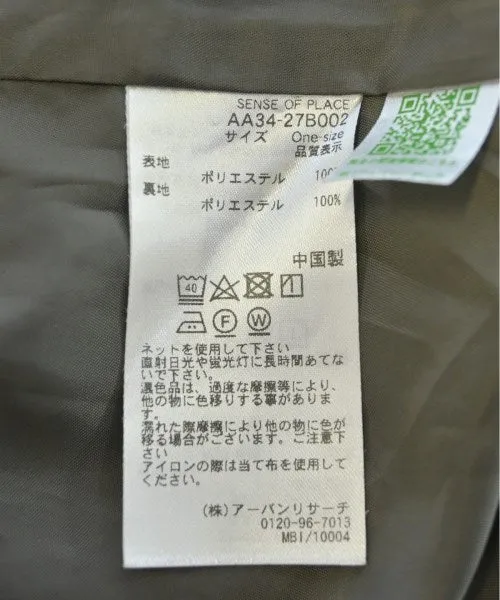 SENSE OF PLACE
AA34-27B002
サイズ One-size
品質表示
表地
ポリエステル
裏地
ポリエステル 100%
中国製
40
F W
ネットを使用して下さい
直射日光や蛍光灯に長時間あてな
いで下さい。
濃色品は、過度な摩擦等により、
他の物に色移りする事がありま
す。
濡れた際摩擦により他の物に色が
移る場合がございます。ご注意下
さい
アイロンの際は当て布を使用して
ください。
(株)アーバンリサーチ
0120-96-7013
MBI/10004